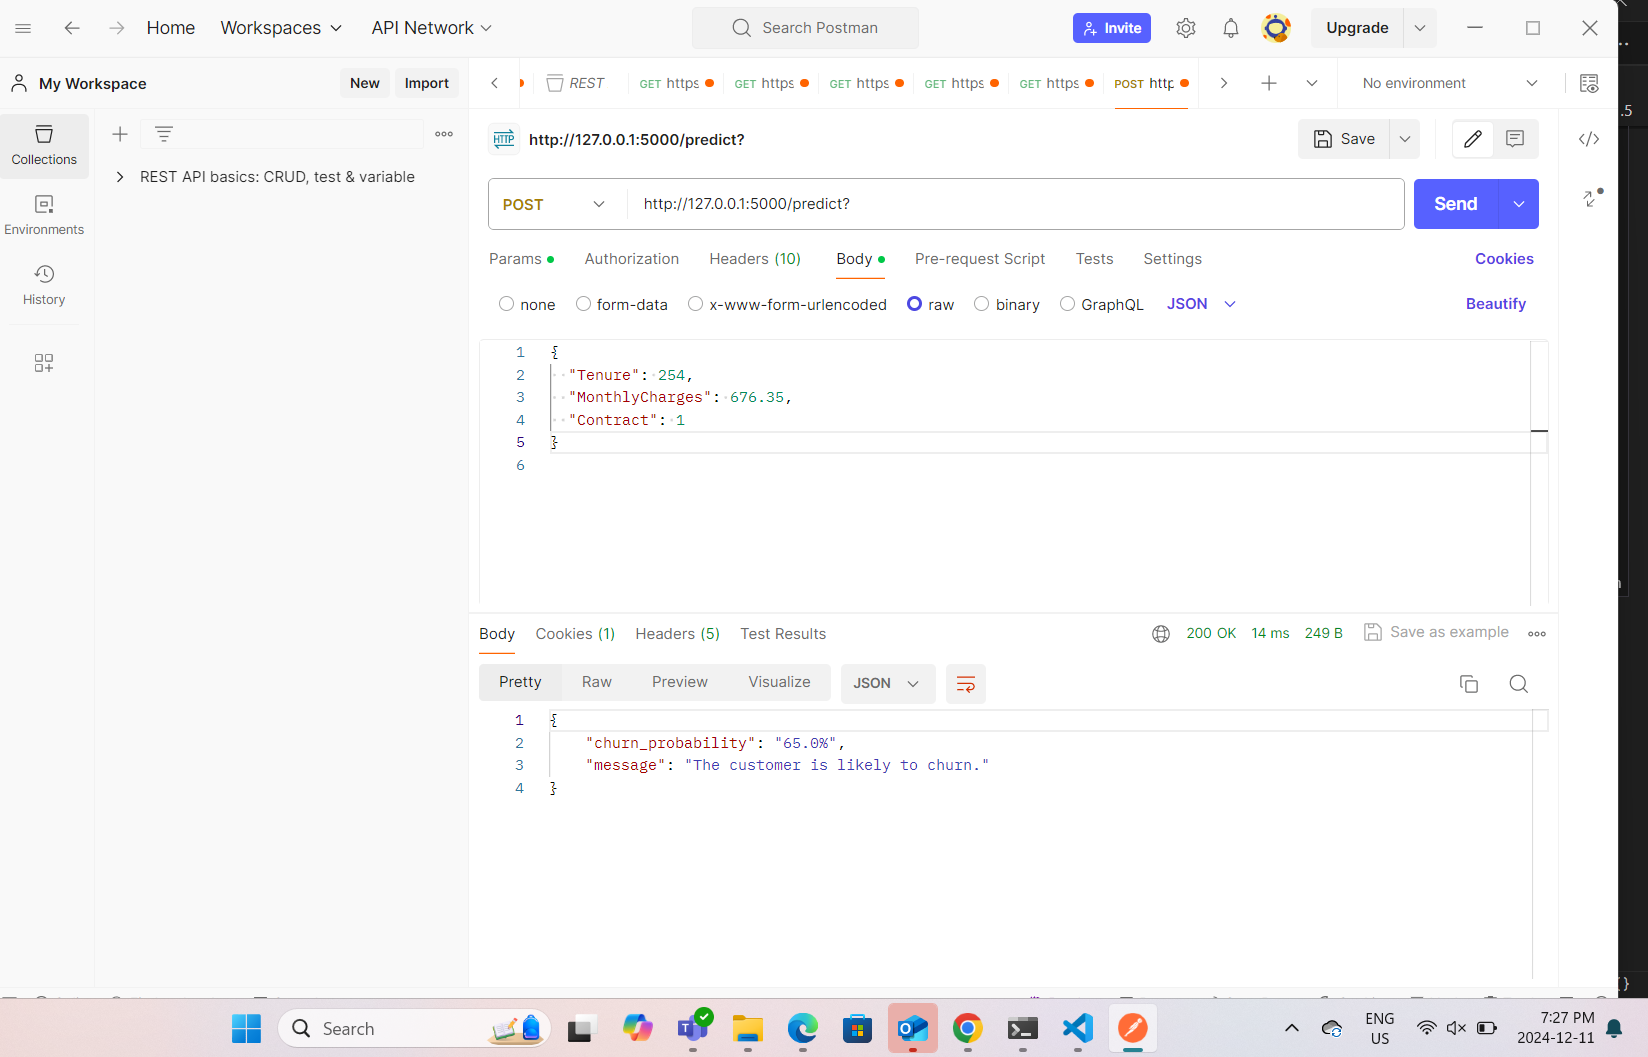 Home Workspaces API Network Search Postman Invite Upgrade
My Workspace New Import REST GET https GET https GET https GET https GET https POST http No environment
.5
HTTP http://127.0.0.1:5000/predict? Save
Collections
REST API basics: CRUD, test & variable
POST http://127.0.0.1:5000/predict? Send
Environments
Params Authorization Headers (10) Body Pre-request Script Tests Settings Cookies
History
none form-data x-www-form-urlencoded raw binary GraphQL JSON Beautify
1 {
2 "Tenure": 254,
3 "MonthlyCharges": 676.35,
4 "Contract": 1
5 }
6
Body Cookies (1) Headers (5) Test Results 200 OK 14 ms 249 B Save as example
Pretty Raw Preview Visualize JSON
1 {
2 "churn_probability": "65.0%",
3 "message": "The customer is likely to churn."
4 }
Search
ENG
US
7:27 PM
2024-12-11